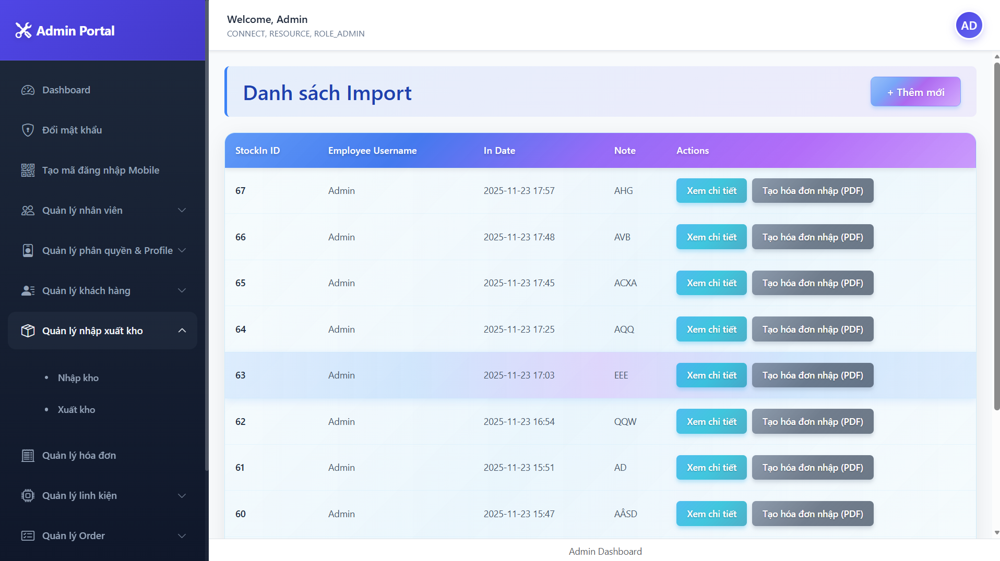 Admin Portal
Dashboard
Đổi mật khẩu
Tạo mã đăng nhập Mobile
Quản lý nhân viên
Quản lý phân quyền & Profile
Quản lý khách hàng
Quản lý nhập xuất kho
• Nhập kho
• Xuất kho
Quản lý hóa đơn
Quản lý linh kiện
Quản lý Order
Welcome, Admin
CONNECT, RESOURCE, ROLE_ADMIN
AD
Danh sách Import
+ Thêm mới
StockIn ID Employee Username In Date Note Actions
67 Admin 2025-11-23 17:57 AHG Xem chi tiết Tạo hóa đơn nhập (PDF)
66 Admin 2025-11-23 17:48 AVB Xem chi tiết Tạo hóa đơn nhập (PDF)
65 Admin 2025-11-23 17:45 ACXA Xem chi tiết Tạo hóa đơn nhập (PDF)
64 Admin 2025-11-23 17:25 AQQ Xem chi tiết Tạo hóa đơn nhập (PDF)
63 Admin 2025-11-23 17:03 EEE Xem chi tiết Tạo hóa đơn nhập (PDF)
62 Admin 2025-11-23 16:54 QQW Xem chi tiết Tạo hóa đơn nhập (PDF)
61 Admin 2025-11-23 15:51 AD Xem chi tiết Tạo hóa đơn nhập (PDF)
60 Admin 2025-11-23 15:47 AÂSD Xem chi tiết Tạo hóa đơn nhập (PDF)
Admin Dashboard